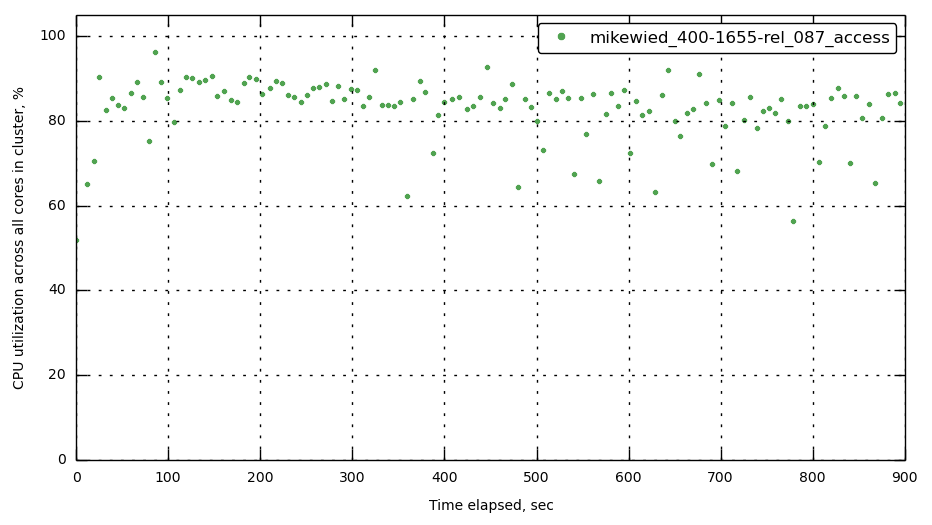 mikewied_400-1655-rel_087_access
CPU utilization across all cores in cluster, %
100
80
60
40
20
0
0 100 200 300 400 500 600 700 800 900
Time elapsed, sec